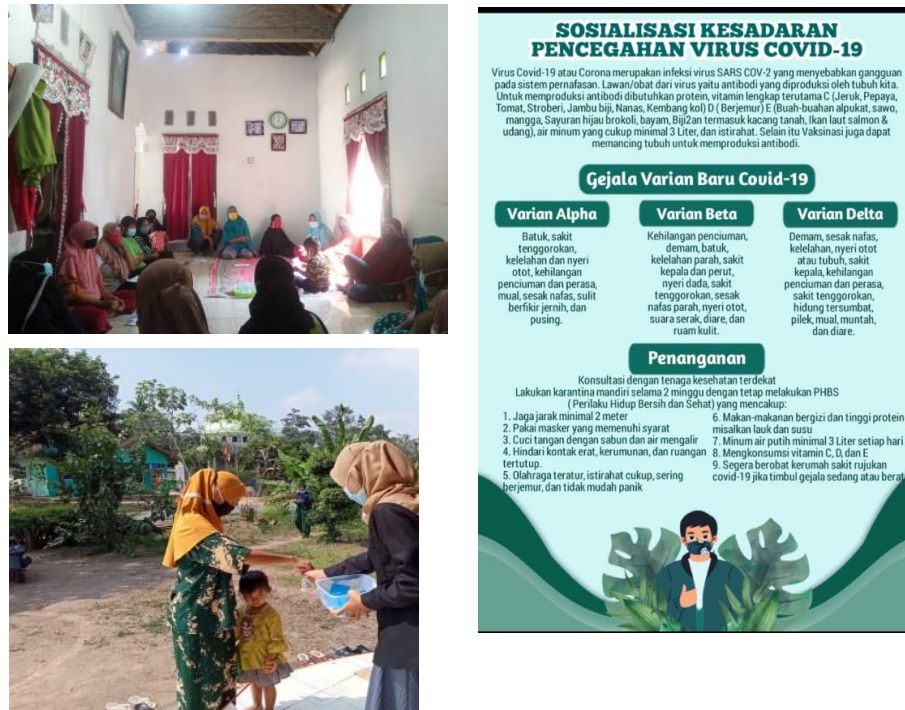 SOSIALISASI KESADARAN
PENCEGAHAN VIRUS COVID-19
Virus Covid-19 atau Corona merupakan infeksi virus SARS COV-2 yang menyebabkan gangguan
pada sistem pernafasan. Lawan/obat dari virus yaitu antibodi yang diproduksi oleh tubuh kita.
Untuk memproduksi antibodi dibutuhkan protein, vitamin lengkap terutama C (Jeruk, Pepaya,
Tomat, Stroberi, Jambu biji, Nanas, Kembang kol) D ( Berjemur) E (Buah-buahan alpukat, sawo,
mangga, Sayuran hijau brokoli, bayam, Biji2an termasuk kacang tanah, Ikan laut salmon &
udang), air minum yang cukup minimal 3 Liter, dan istirahat. Selain itu Vaksinasi juga dapat
memancing tubuh untuk memproduksi antibodi.
Gejala Varian Baru Covid-19
Varian Alpha
Batuk, sakit
tenggorokan,
kelelahan dan nyeri
otot, kehilangan
penciuman dan perasa,
mual, sesak nafas, sulit
berfikir jernih, dan
pusing.
Varian Beta
Kehilangan penciuman,
demam, batuk,
kelelahan parah, sakit
kepala dan perut,
nyeri dada, sakit
tenggorokan, sesak
nafas parah, nyeri otot,
suara serak, diare, dan
ruam kulit.
Varian Delta
Demam, sesak nafas,
kelelahan, nyeri otot
atau tubuh, sakit
kepala, kehilangan
penciuman dan perasa,
sakit tenggorokan,
hidung tersumbat,
pilek, mual, muntah,
dan diare.
Penanganan
Konsultasi dengan tenaga kesehatan terdekat
Lakukan karantina mandiri selama 2 minggu dengan tetap melakukan PHBS
( Perilaku Hidup Bersih dan Sehat) yang mencakup:
1. Jaga jarak minimal 2 meter
2. Pakai masker yang memenuhi syarat
3. Cuci tangan dengan sabun dan air mengalir
4. Hindari kontak erat, kerumunan, dan ruangan
tertutup.
5. Olahraga teratur, istirahat cukup, sering
berjemur, dan tidak mudah panik
6. Makan-makanan bergizi dan tinggi protein
misalkan lauk dan susu
7. Minum air putih minimal 3 Liter setiap hari
8. Mengkonsumsi vitamin C, D, dan E
9. Segera berobat kerumah sakit rujukan
covid-19 jika timbul gejala sedang atau berat